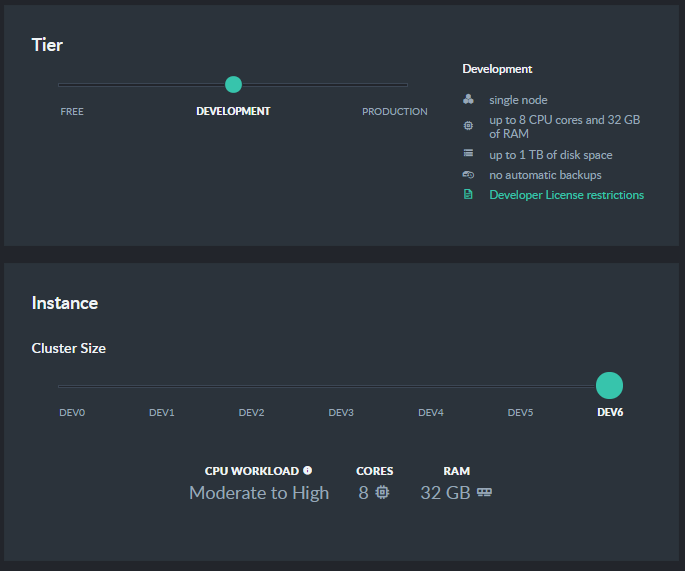 Tier
FREE
DEVELOPMENT
PRODUCTION
Development
single node
up to 8 CPU cores and 32 GB
of RAM
up to 1 TB of disk space
no automatic backups
Developer License restrictions
Instance
Cluster Size
DEV0
DEV1
DEV2
DEV3
DEV4
DEV5
DEV6
CPU WORKLOAD
Moderate to High
CORES
8
RAM
32 GB